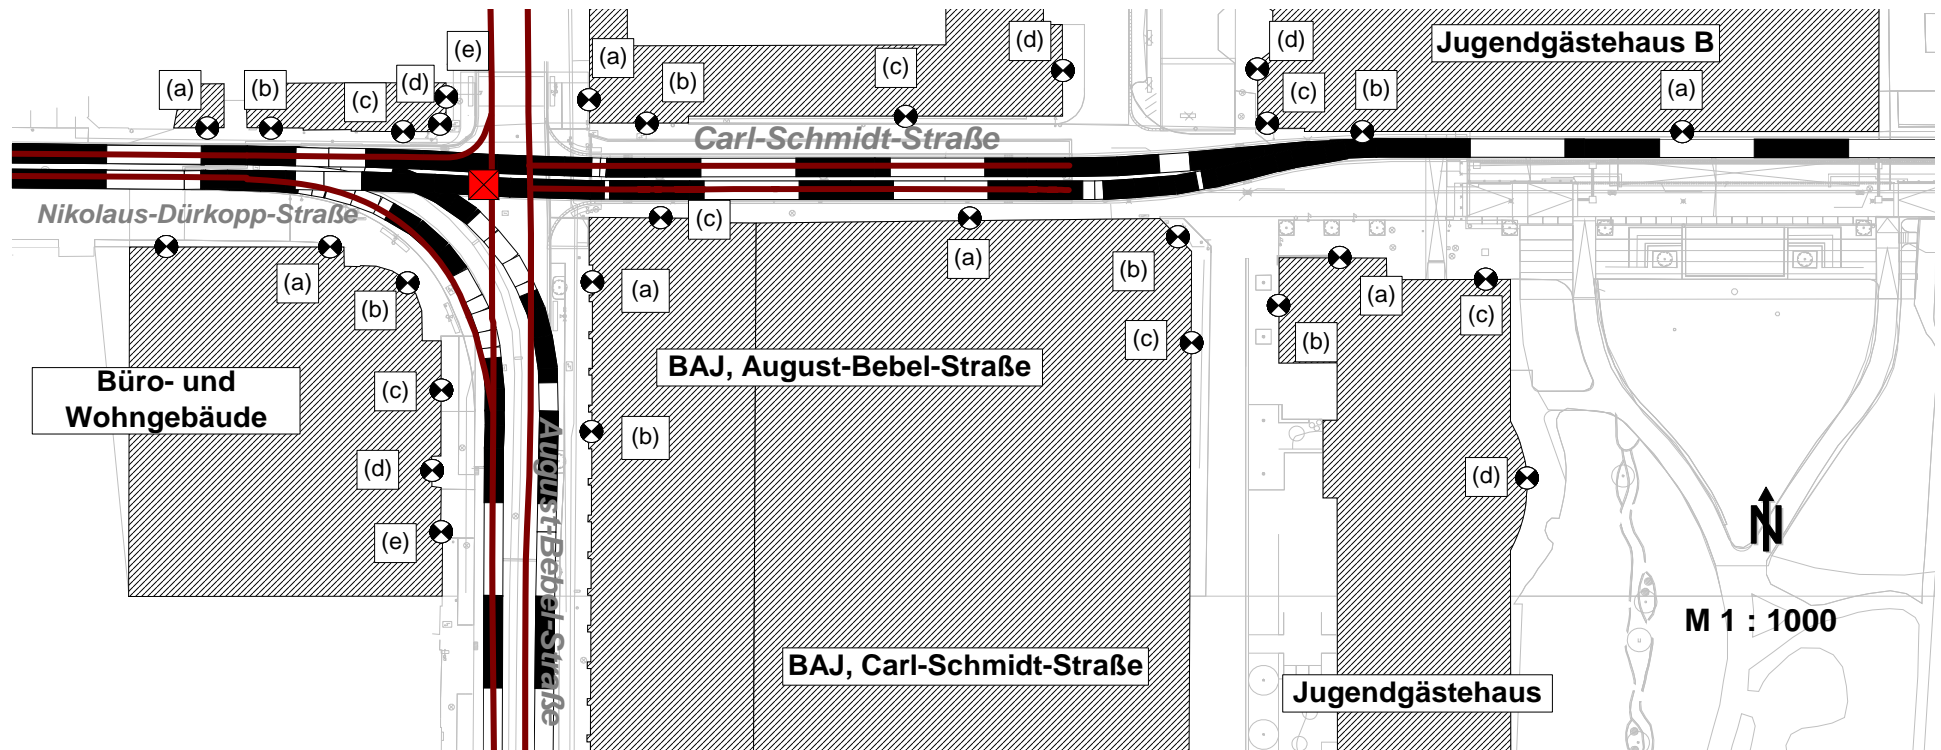 (e)
(a)
(d)
(d)
Jugendgästehaus B
(a)
(b)
(d)
(c)
(b)
(c)
(c)
(b)
(a)
Carl-Schmidt-Straße
Nikolaus-Dürkopp-Straße
(c)
(a)
(b)
(a)
(b)
(a)
(a)
(c)
(b)
(c)
(b)
BAJ, August-Bebel-Straße
Büro- und
Wohngebäude
(c)
(b)
(d)
(d)
(e)
August-Bebel-Straße
N
M 1 : 1000
BAJ, Carl-Schmidt-Straße
Jugendgästehaus